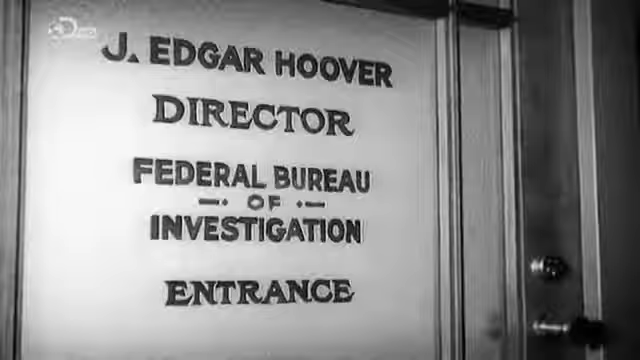 J. EDGAR HOOVER
DIRECTOR
FEDERAL BUREAU
OF
INVESTIGATION
ENTRANCE